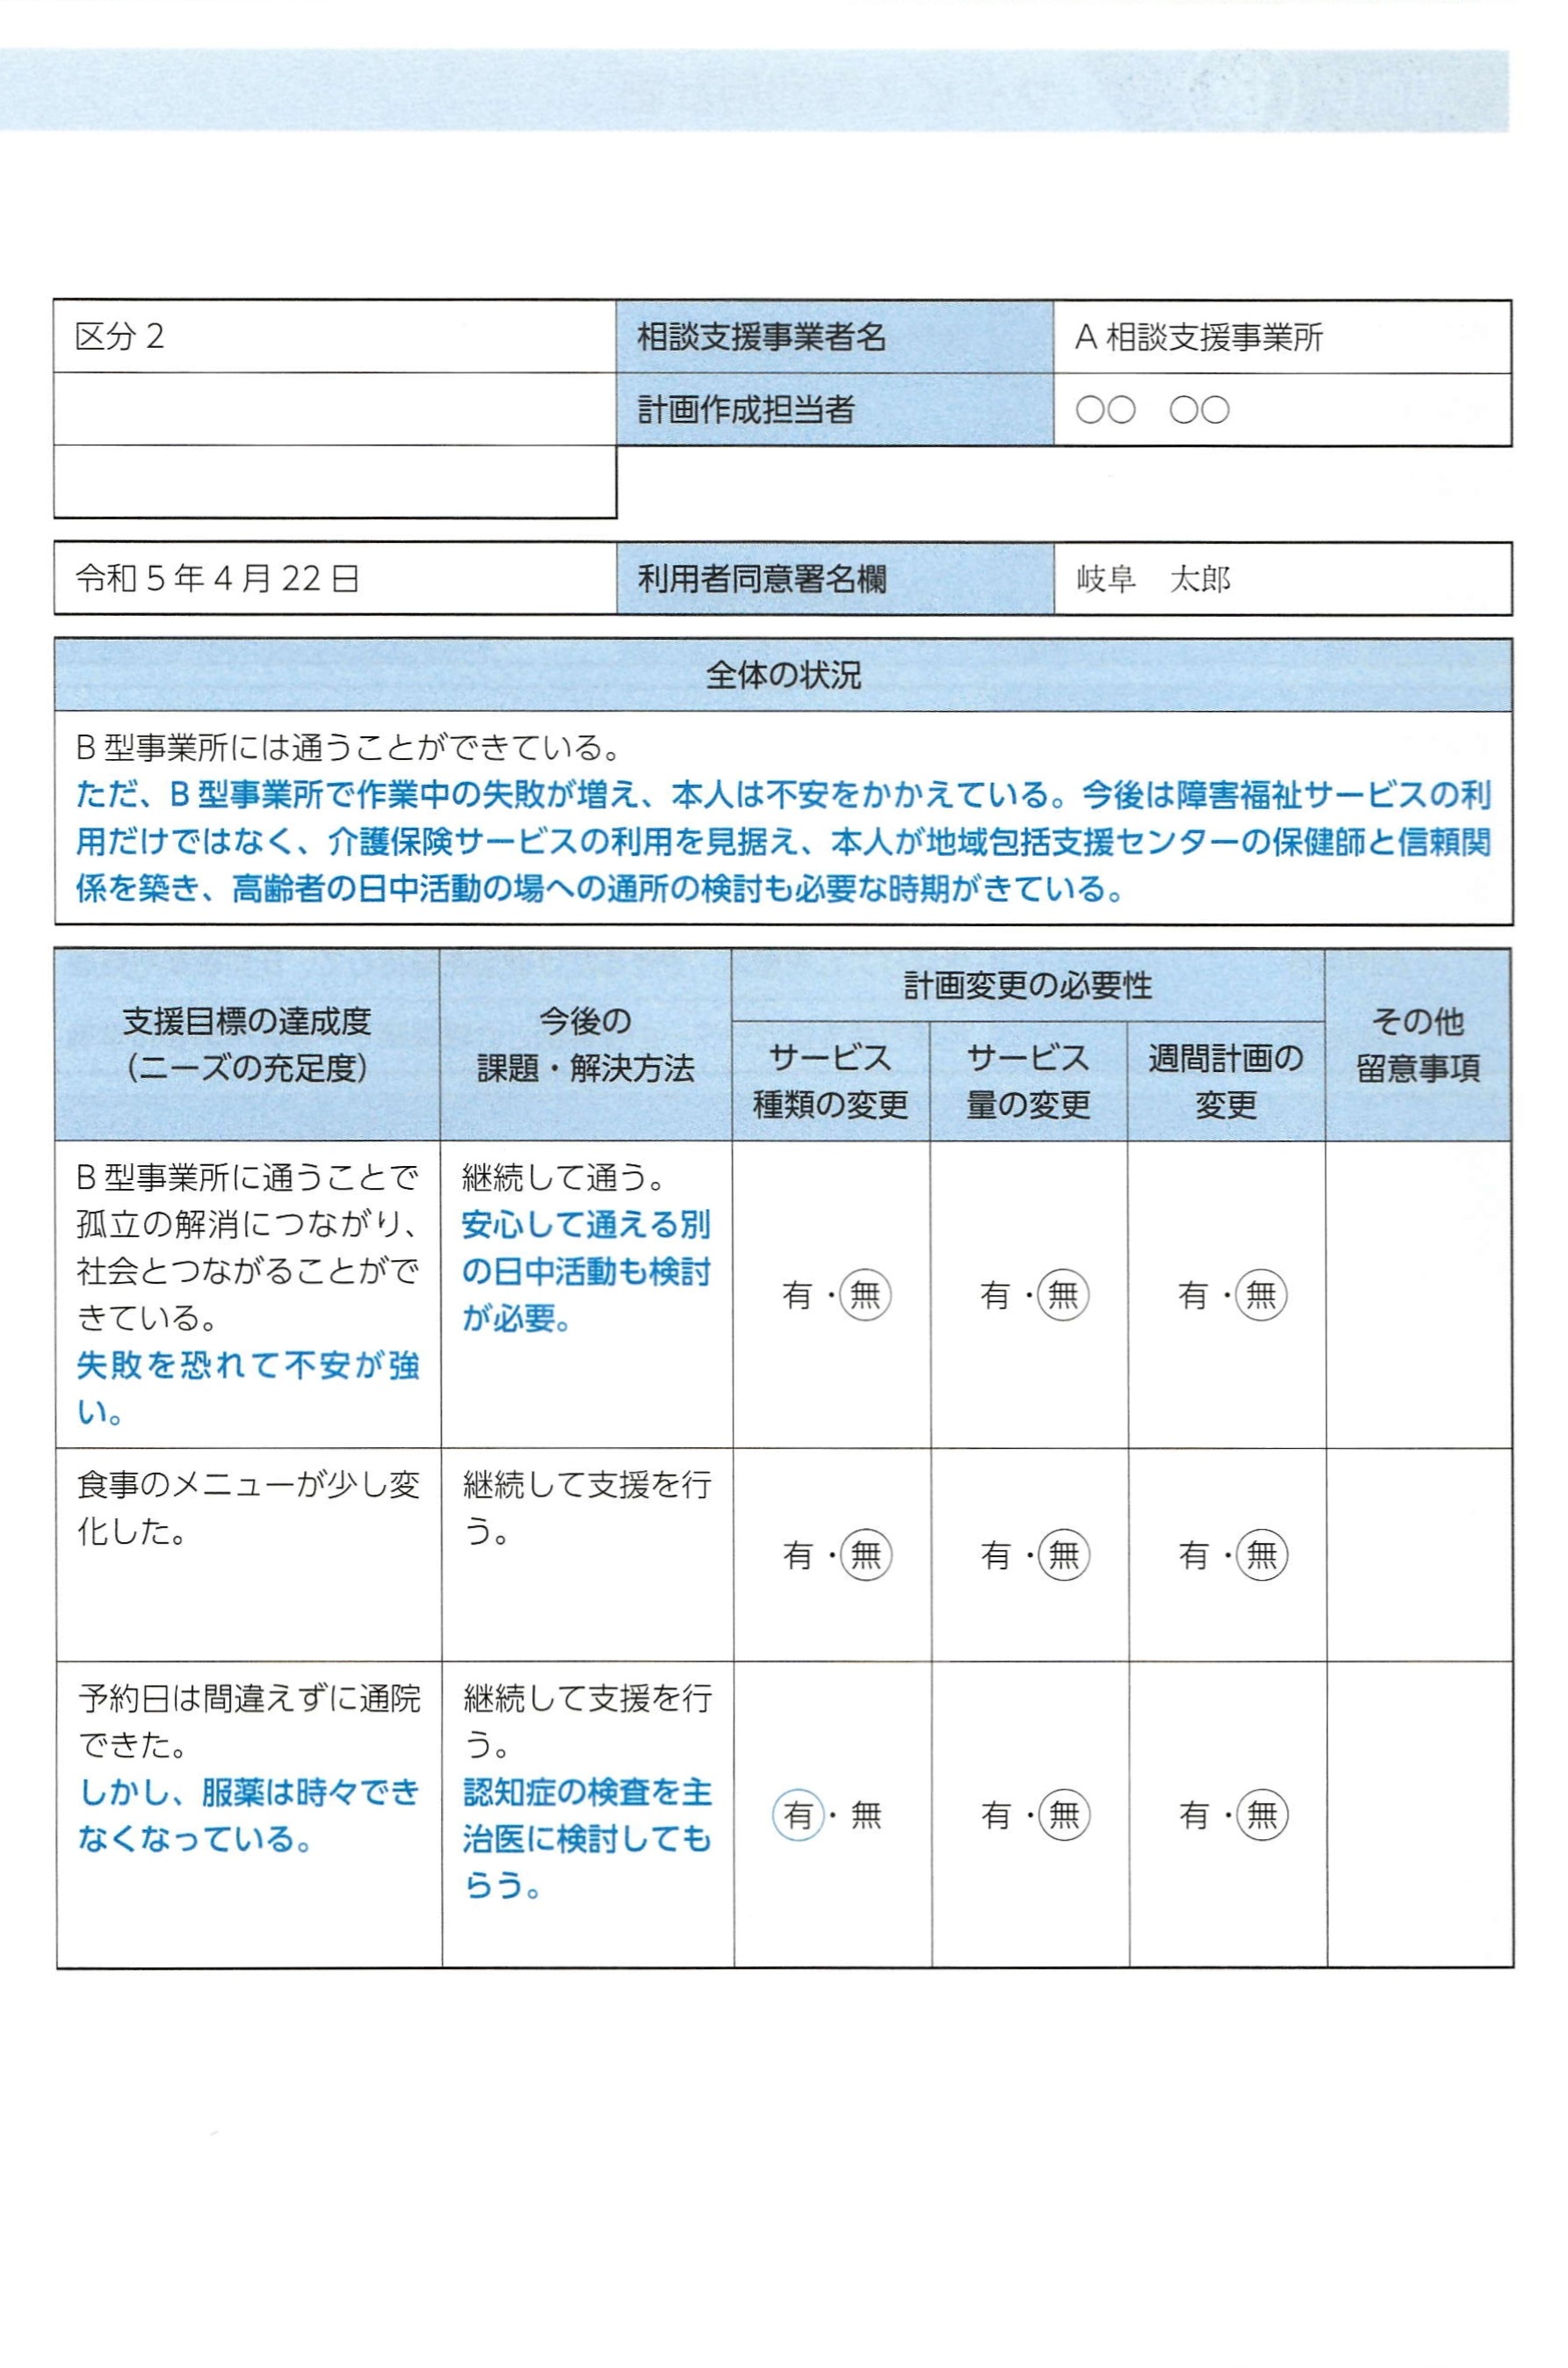 区分 2
相談支援事業者名
A 相談支援事業所
計画作成担当者
○○　○○
令和 5 年 4 月 22 日
利用者同意署名欄
岐阜　太郎
全体の状況
B 型事業所には通うことができている。
ただ、B 型事業所で作業中の失敗が増え、本人は不安をかかえている。今後は障害福祉サービスの利
用だけではなく、介護保険サービスの利用を見据え、本人が地域包括支援センターの保健師と信頼関
係を築き、高齢者の日中活動の場への通所の検討も必要な時期がきている。
支援目標の達成度
（ニーズの充足度）
今後の
課題・解決方法
計画変更の必要性
サービス
種類の変更
サービス
量の変更
週間計画の
変更
その他
留意事項
B 型事業所に通うことで
孤立の解消につながり、
社会とつながることがで
きている。
失敗を恐れて不安が強
い。
継続して通う。
安心して通える別
の日中活動も検討
が必要。
有・無
有・無
有・無
食事のメニューが少し変
化した。
継続して支援を行
う。
有・無
有・無
有・無
予約日は間違えずに通院
できた。
しかし、服薬は時々でき
なくなっている。
継続して支援を行
う。
認知症の検査を主
治医に検討しても
らう。
有・無
有・無
有・無